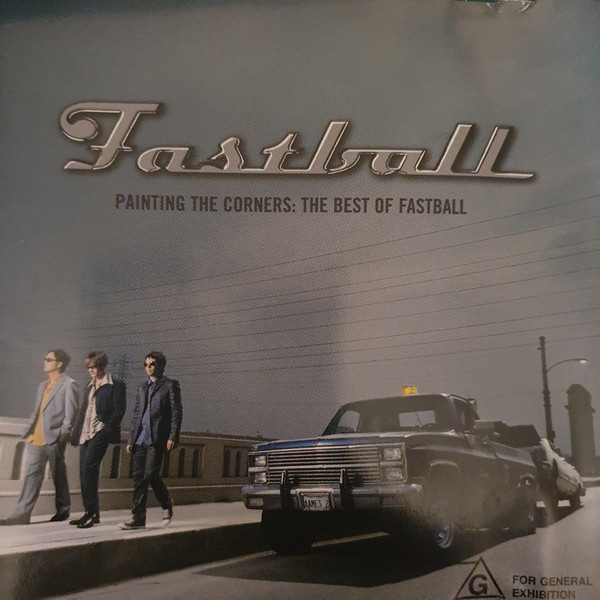 Fastball
PAINTING THE CORNERS: THE BEST OF FASTBALL
G
FOR GENERAL
EXHIBITION